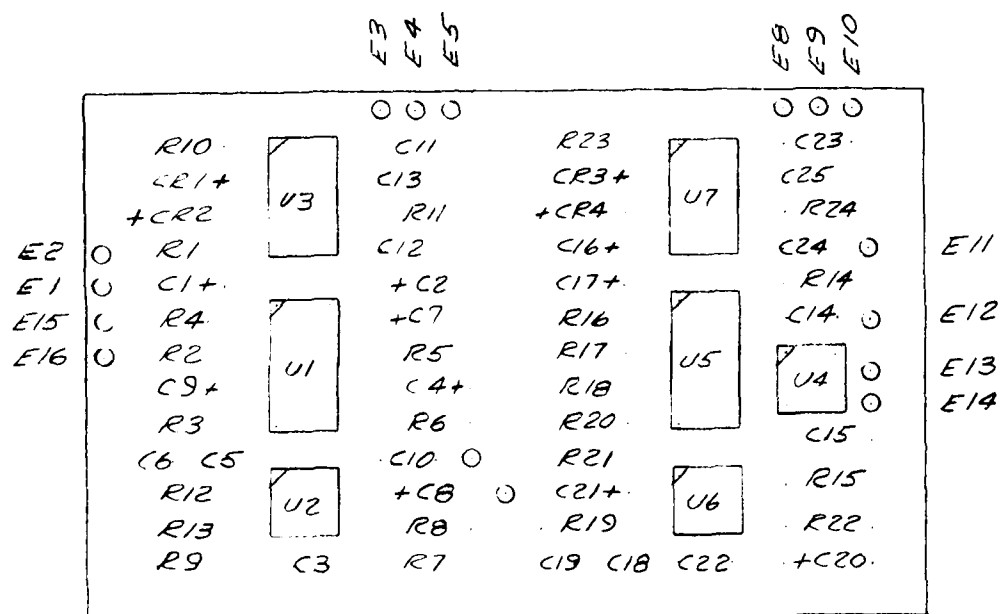 E3 E4 E5 E8 E9 E10
R10 C11 R23 C23
CR1+ U3 C13 CR3+ U7 C25
+CR2 R11 +CR4 R24
E2 R1 C12 C16+ C24 E11
E1 C1+ +C2 C17+ R14
E15 R4 +C7 R16 C14 E12
E16 R2 U1 R5 R17 U5 U4 E13
C9+ C4+ R18 E14
R3 R6 R20 C15
C6 C5 C10 R21
R12 U2 +C8 C21+ U6 R15
R13 R8 R19 R22
R9 C3 R7 C19 C18 C22 +C20